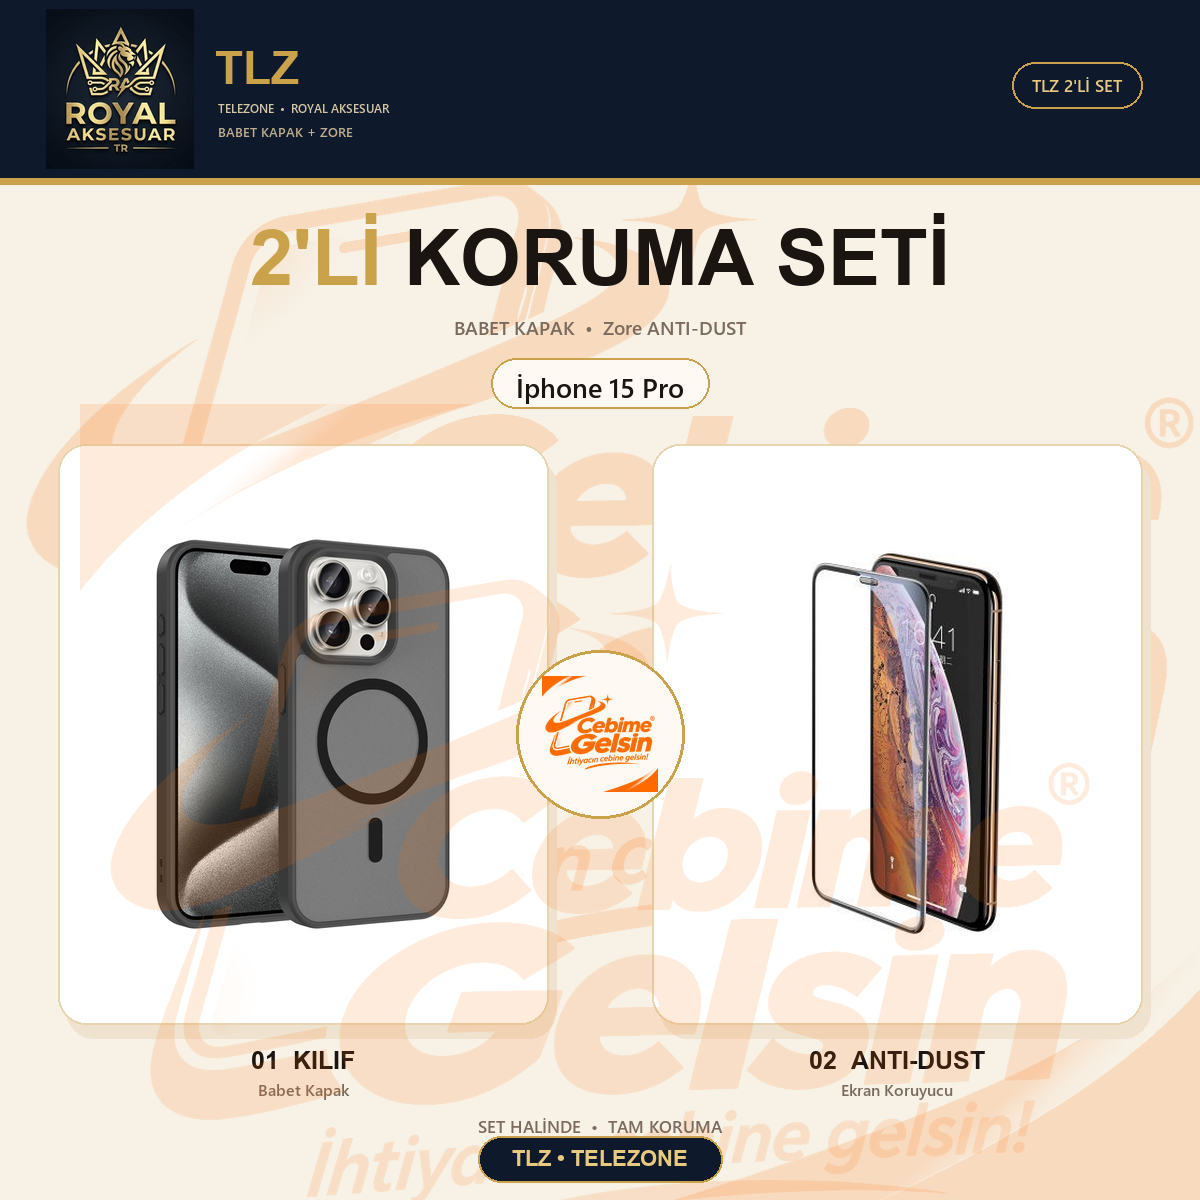 ROYAL
AKSESUAR
TR
TLZ
TELEZONE • ROYAL AKSESUAR
BABET KAPAK + ZORE
TLZ 2'Lİ SET
2'Lİ KORUMA SETİ
BABET KAPAK • Zore ANTI-DUST
İphone 15 Pro
Cebime®
Gelsin
İhtiyacın cebine gelsin!
Cebime®
Gelsin
01 KILIF
Babet Kapak
02 ANTI-DUST
Ekran Koruyucu
SET HALİNDE • TAM KORUMA
TLZ • TELEZONE